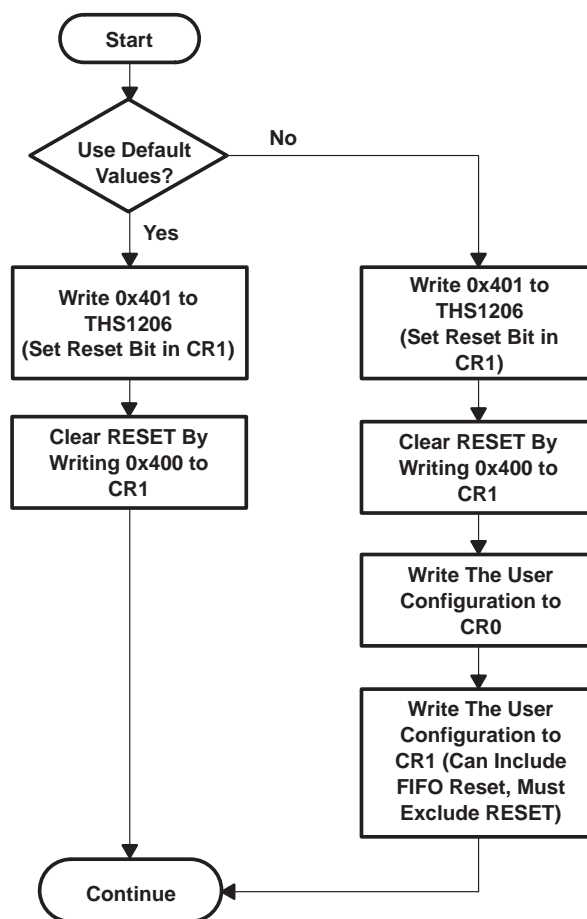 Start
Use Default
Values?
No
Yes
Write 0x401 to
THS1206
(Set Reset Bit in CR1)
Clear RESET By
Writing 0x400 to
CR1
Write 0x401 to
THS1206
(Set Reset Bit in
CR1)
Clear RESET By
Writing 0x400 to
CR1
Write The User
Configuration to
CR0
Write The User
Configuration to
CR1 (Can Include
FIFO Reset, Must
Exclude RESET)
Continue